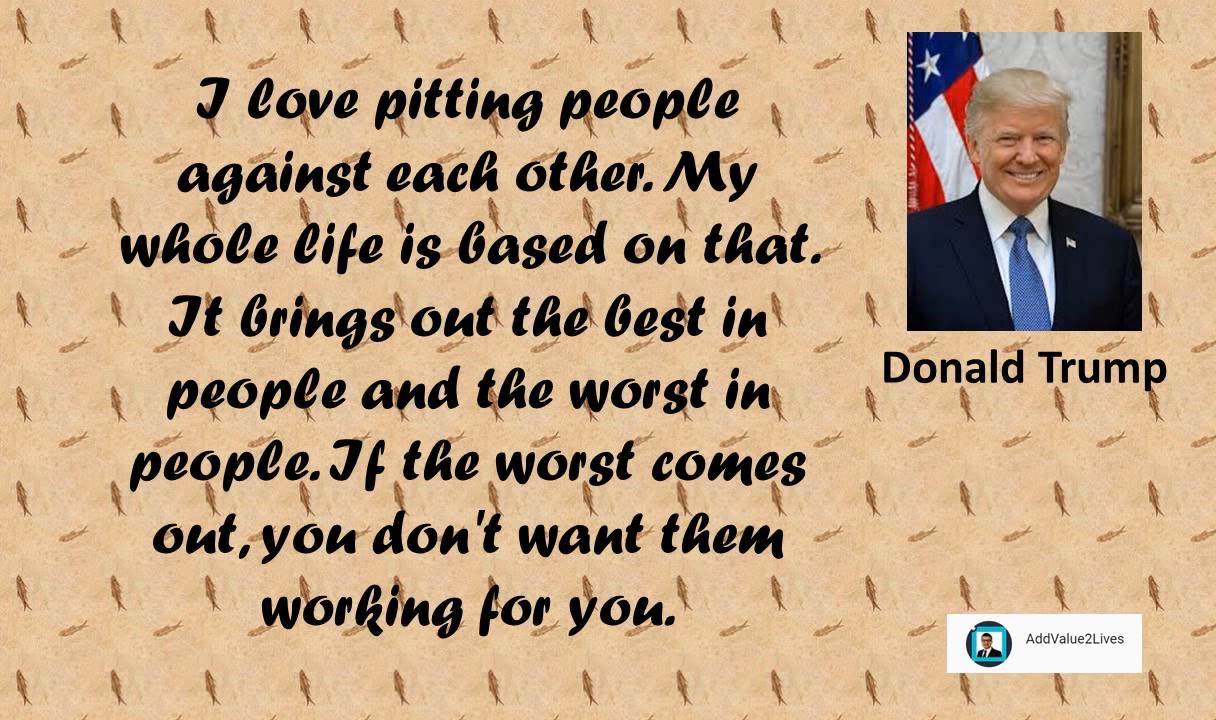 I love pitting people
against each other. My
whole life is based on that.
It brings out the best in
people and the worst in
people. If the worst comes
out, you don't want them
working for you.
Donald Trump
AddValue2Lives